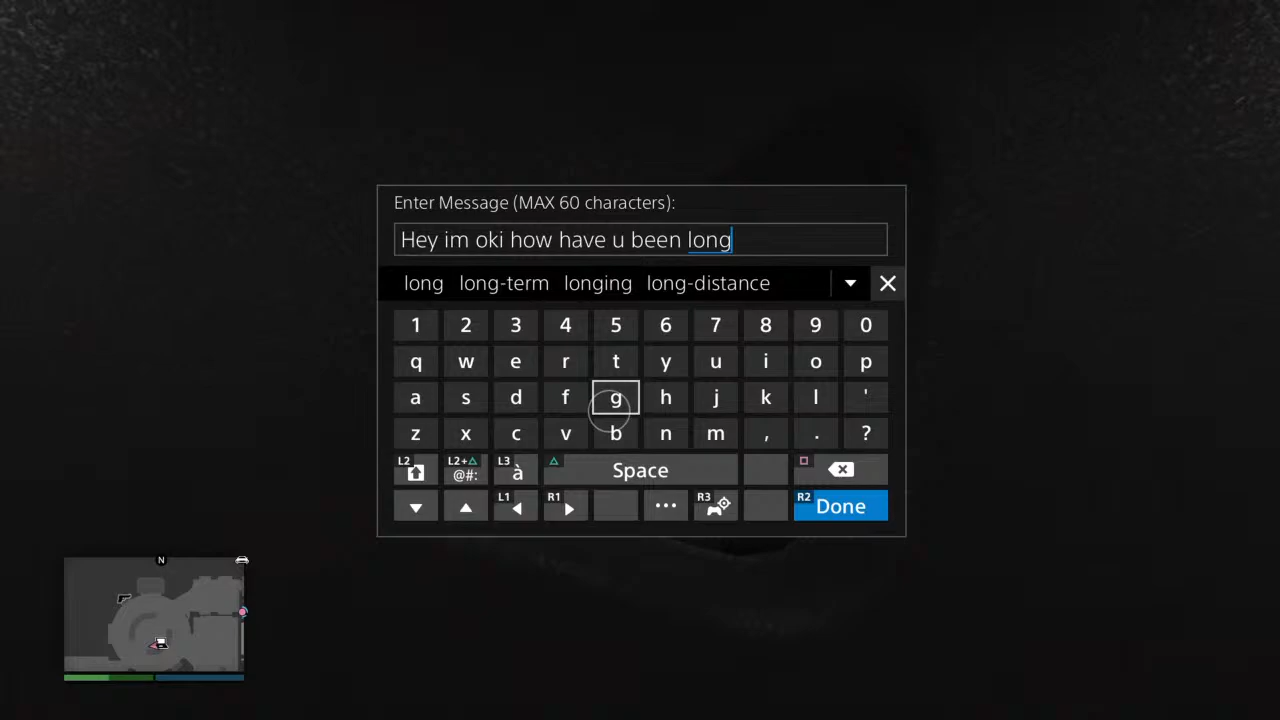 Enter Message (MAX 60 characters):
Hey im oki how have u been long
long long-term longing long-distance
1 2 3 4 5 6 7 8 9 0
q w e r t y u i o p
a s d f g h j k l '
z x c v b n m , . ?
L2 L2+△ @#: L3 à △ Space □
L1 R1 ... R3 R2 Done
N